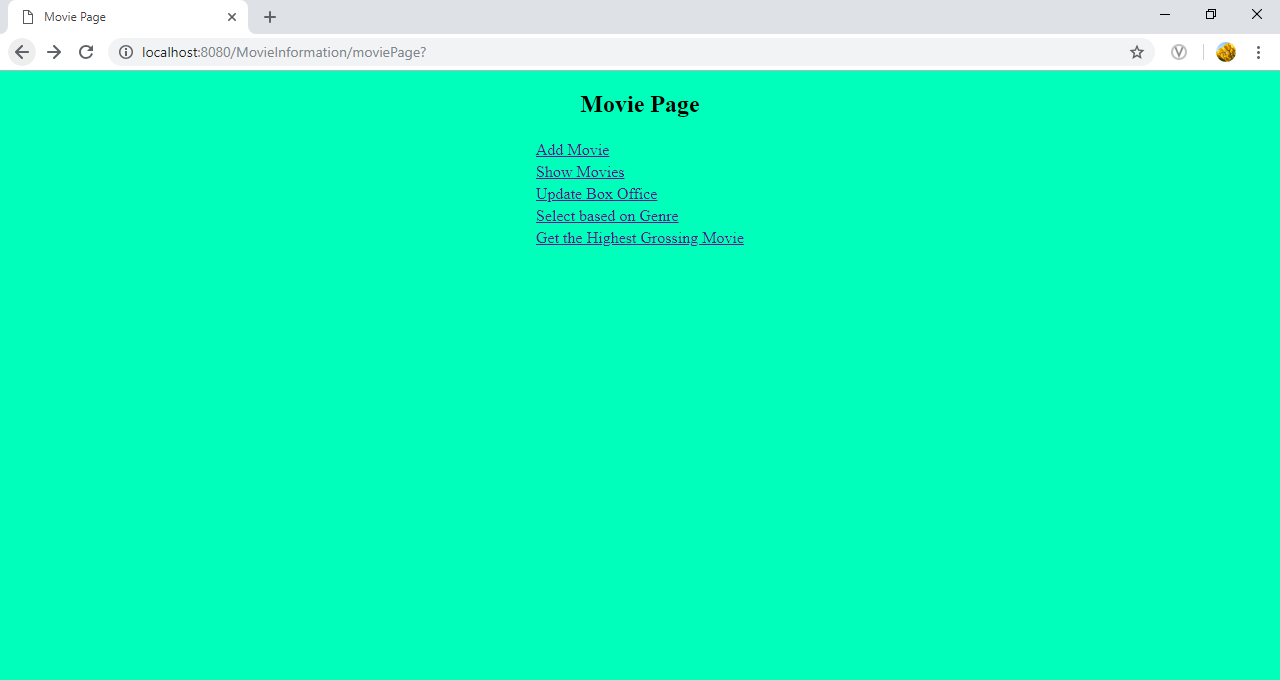 Movie Page
localhost:8080/MovieInformation/moviePage?
Movie Page
Add Movie
Show Movies
Update Box Office
Select based on Genre
Get the Highest Grossing Movie